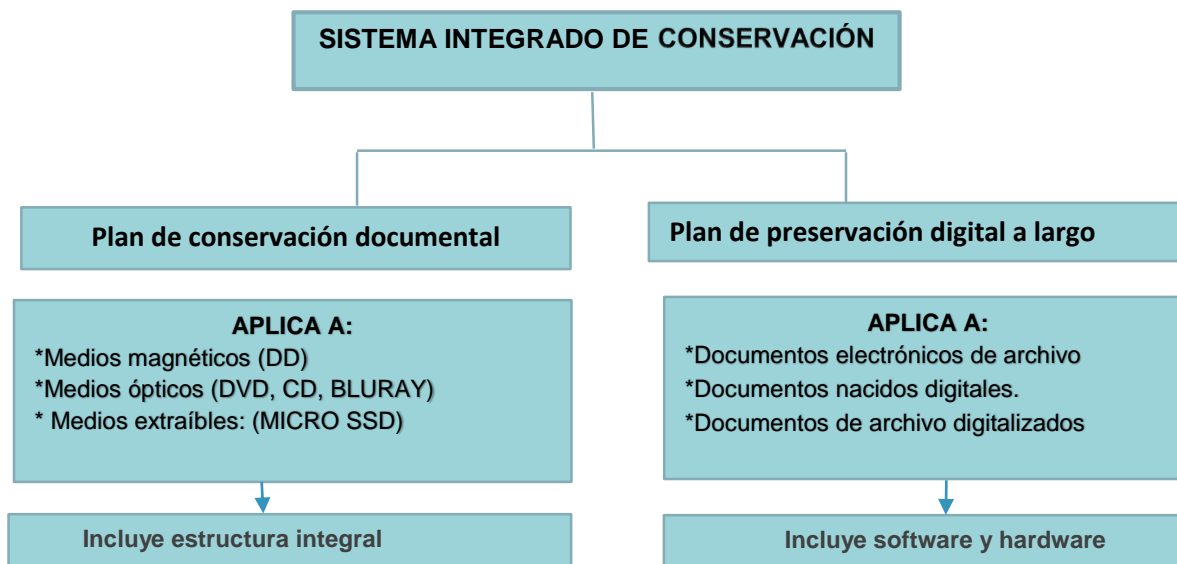 SISTEMA INTEGRADO DE CONSERVACIÓN
Plan de conservación documental
APLICA A:
*Medios magnéticos (DD)
*Medios ópticos (DVD, CD, BLURAY)
* Medios extraíbles: (MICRO SSD)
Incluye estructura integral
Plan de preservación digital a largo
APLICA A:
*Documentos electrónicos de archivo
*Documentos nacidos digitales.
*Documentos de archivo digitalizados
Incluye software y hardware